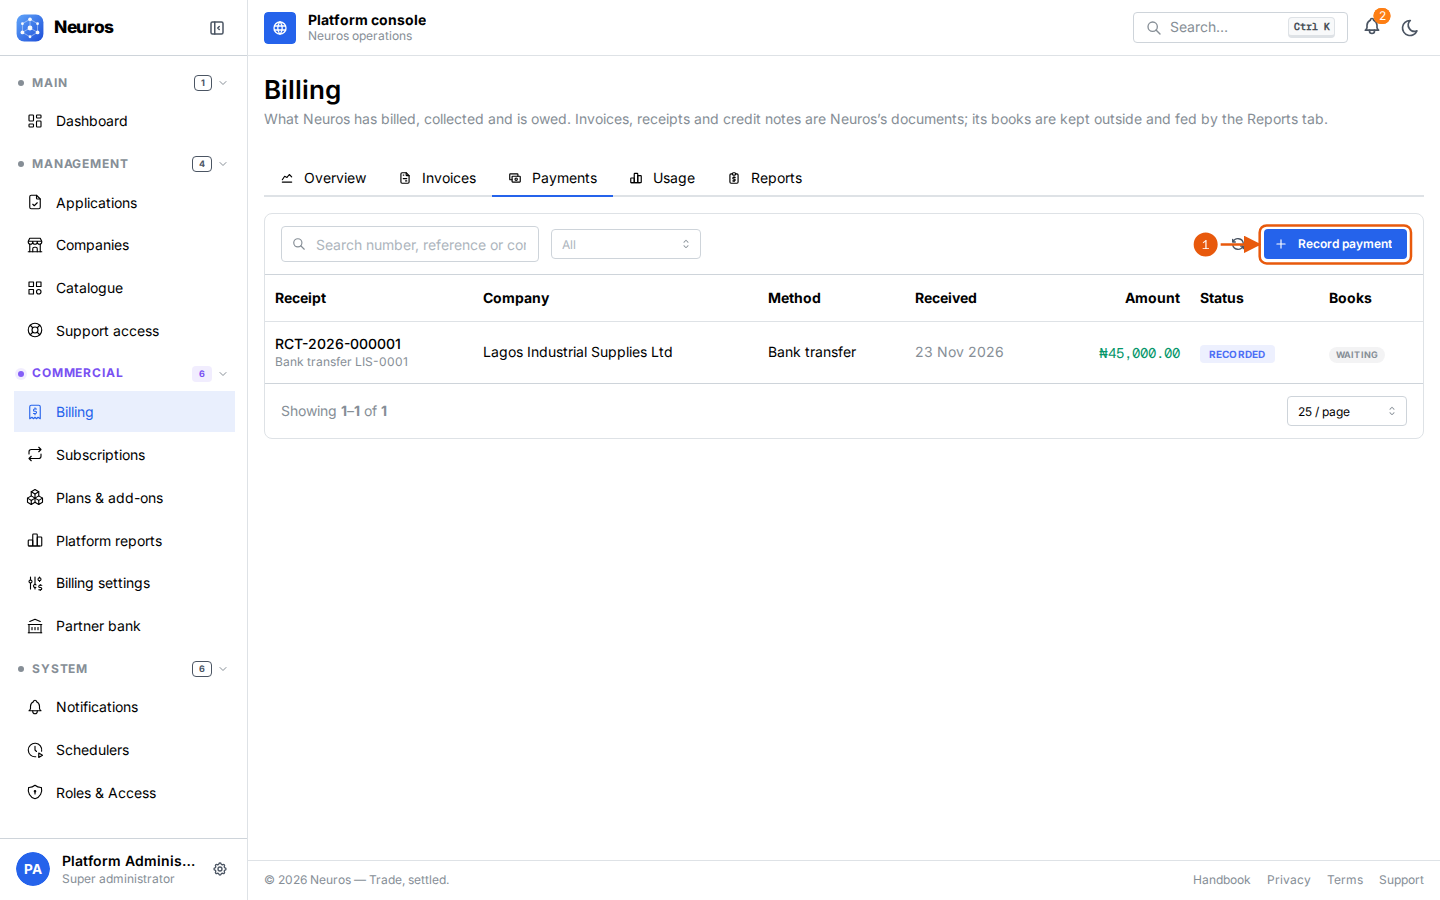 Neuros
Platform console
Neuros operations
Search...
Ctrl K
2
MAIN
1
Dashboard
MANAGEMENT
4
Applications
Companies
Catalogue
Support access
COMMERCIAL
6
Billing
Subscriptions
Plans & add-ons
Platform reports
Billing settings
Partner bank
SYSTEM
6
Notifications
Schedulers
Roles & Access
PA
Platform Adminis...
Super administrator
Billing
What Neuros has billed, collected and is owed. Invoices, receipts and credit notes are Neuros's documents; its books are kept outside and fed by the Reports tab.
Overview
Invoices
Payments
Usage
Reports
Search number, reference or cor
All
1
Record payment
Receipt Company Method Received Amount Status Books
RCT-2026-000001
Bank transfer LIS-0001
Lagos Industrial Supplies Ltd
Bank transfer
23 Nov 2026
₦45,000.00
RECORDED
WAITING
Showing 1–1 of 1
25 / page
© 2026 Neuros — Trade, settled.
Handbook Privacy Terms Support